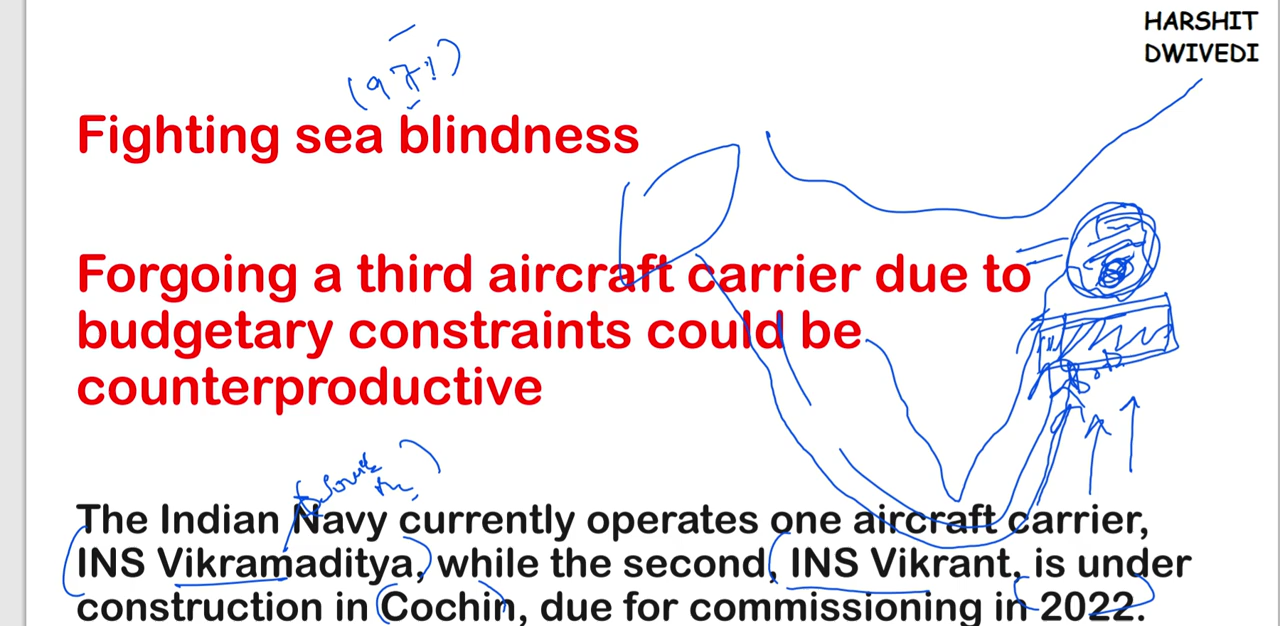 HARSHIT
DWIVEDI
Fighting sea blindness
Forgoing a third aircraft carrier due to
budgetary constraints could be
counterproductive
The Indian Navy currently operates one aircraft carrier,
INS Vikramaditya, while the second, INS Vikrant, is under
construction in Cochin, due for commissioning in 2022.